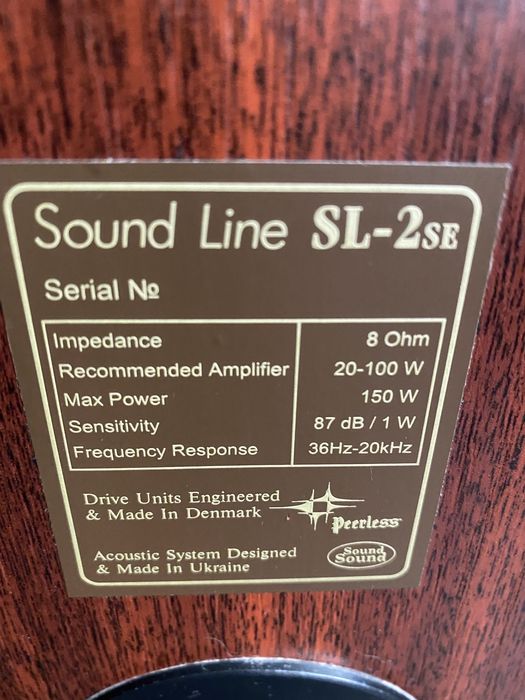 Sound Line SL-2SE
Serial №
Impedance 8 Ohm
Recommended Amplifier 20-100 W
Max Power 150 W
Sensitivity 87 dB / 1 W
Frequency Response 36Hz-20kHz
Drive Units Engineered
& Made In Denmark
Peerless
Acoustic System Designed
& Made In Ukraine
Sound
Sound